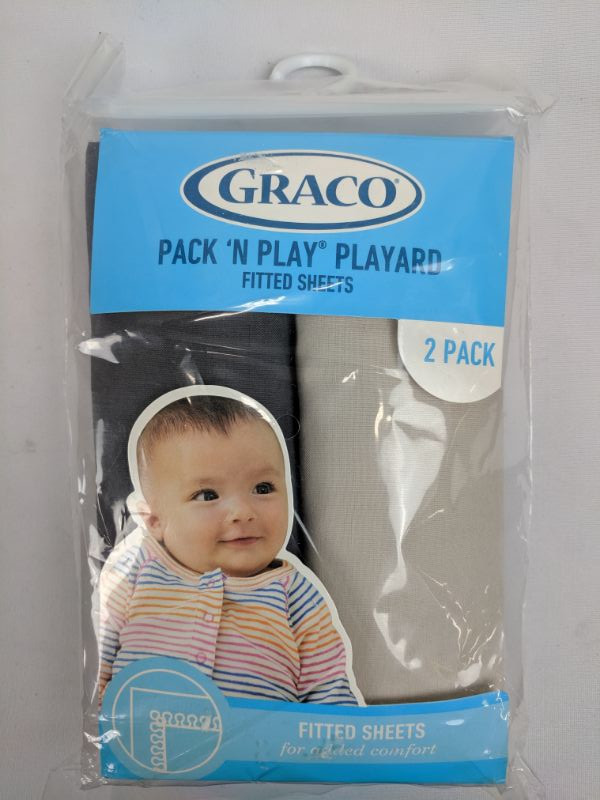 GRACO®
PACK 'N PLAY® PLAYARD
FITTED SHEETS
2 PACK
FITTED SHEETS
for added comfort